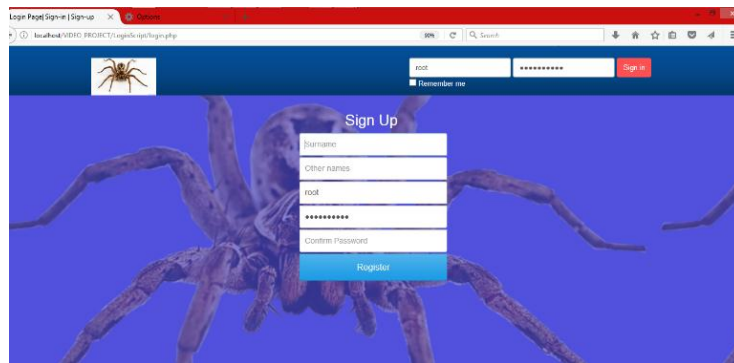 Login Page| Sign-in | Sign-up
Options
localhost/VIDEO PROJECT/LoginScript/login.php
90%
Search
root
••••••••••
Sign in
Remember me
Sign Up
Surname
Other names
root
••••••••••
Confirm Password
Register